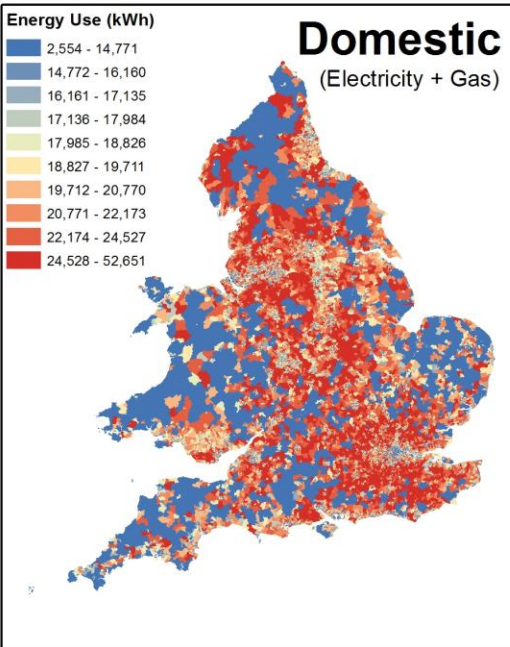 Energy Use (kWh)
2,554 - 14,771
14,772 - 16,160
16,161 - 17,135
17,136 - 17,984
17,985 - 18,826
18,827 - 19,711
19,712 - 20,770
20,771 - 22,173
22,174 - 24,527
24,528 - 52,651
Domestic
(Electricity + Gas)